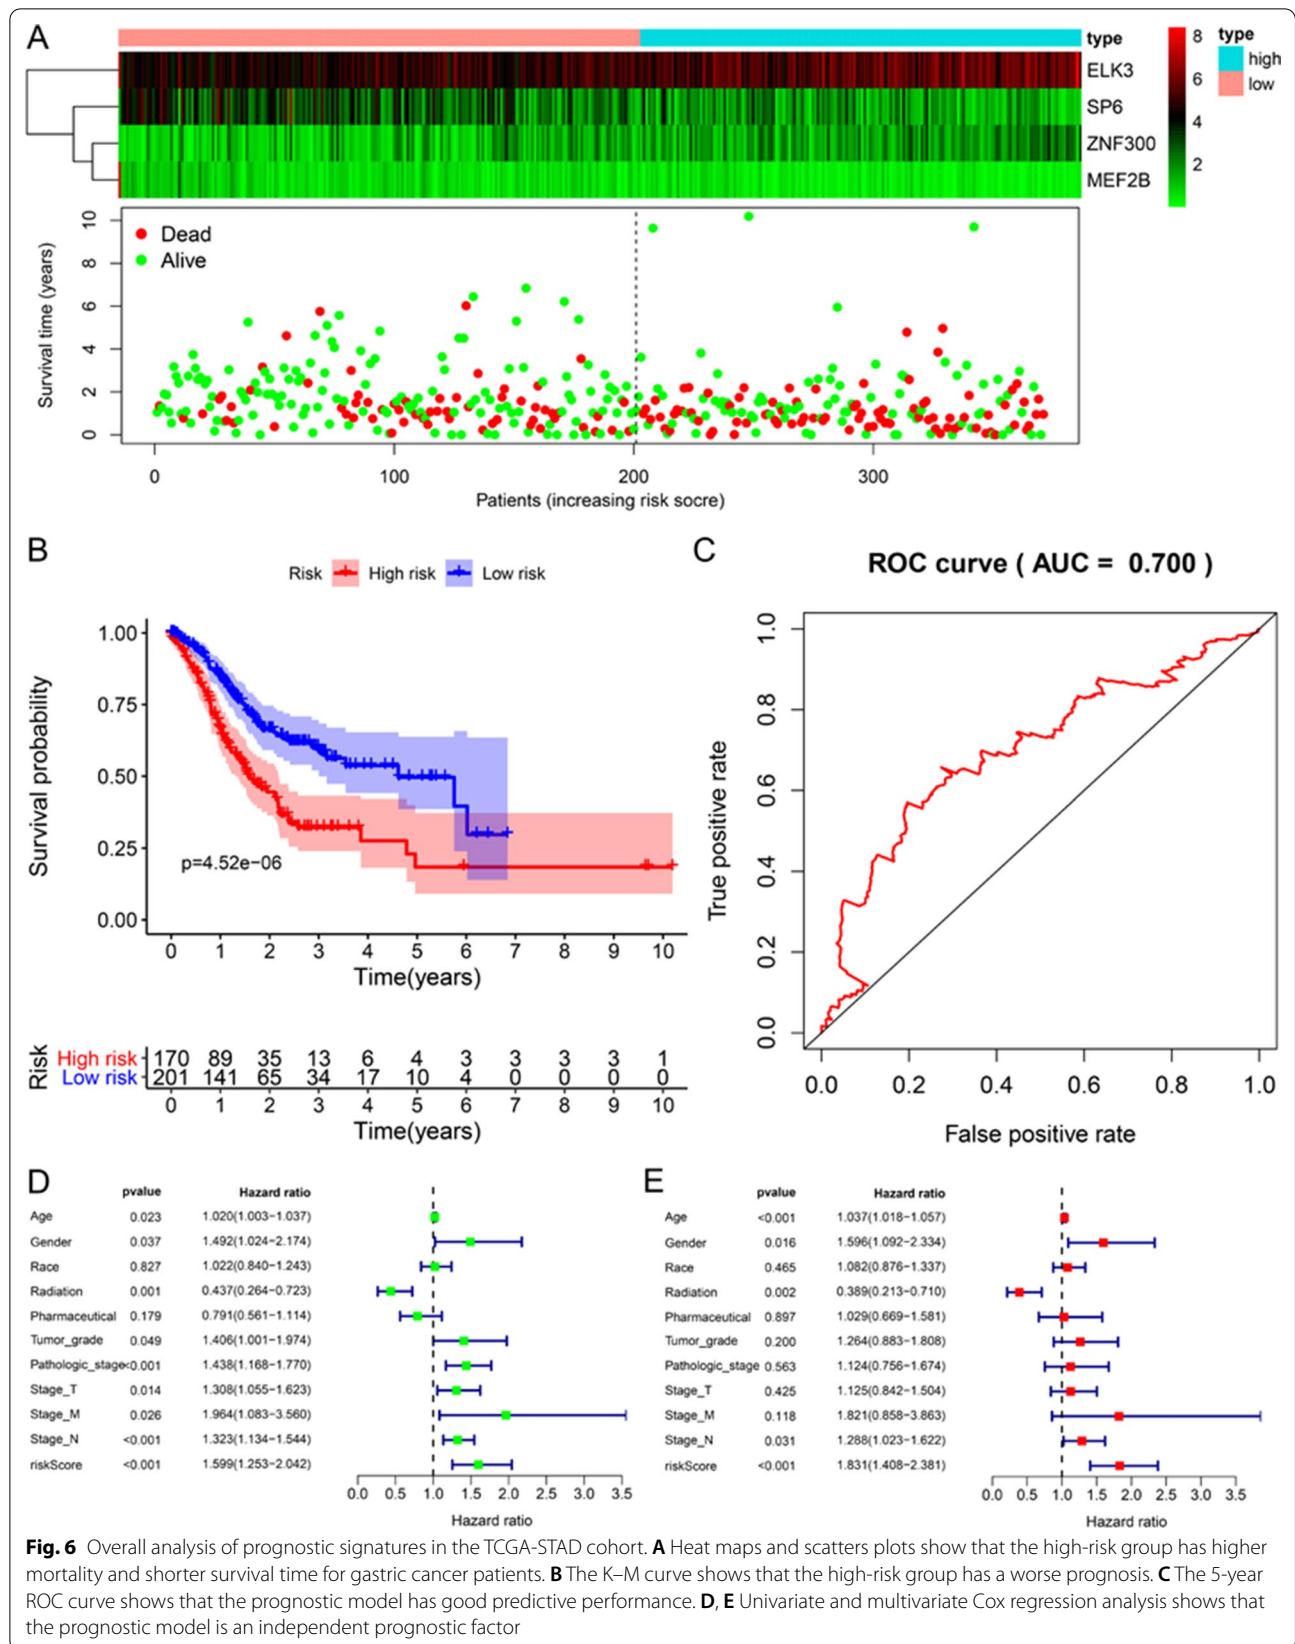 A
type
ELK3
SP6
ZNF300
MEF2B
8
6
4
2
type
high
low
Survival time (years)
10
8
6
4
2
0
Dead
Alive
0 100 200 300
Patients (increasing risk socre)
B
Risk High risk Low risk
Survival probability
1.00
0.75
0.50
0.25
0.00
p=4.52e−06
0 1 2 3 4 5 6 7 8 9 10
Time(years)
Risk
High risk 170 89 35 13 6 4 3 3 3 3 1
Low risk 201 141 65 34 17 10 4 0 0 0 0
0 1 2 3 4 5 6 7 8 9 10
Time(years)
C
ROC curve ( AUC = 0.700 )
True positive rate
1.0
0.8
0.6
0.4
0.2
0.0
0.0 0.2 0.4 0.6 0.8 1.0
False positive rate
D
pvalue Hazard ratio
Age 0.023 1.020(1.003−1.037)
Gender 0.037 1.492(1.024−2.174)
Race 0.827 1.022(0.840−1.243)
Radiation 0.001 0.437(0.264−0.723)
Pharmaceutical 0.179 0.791(0.561−1.114)
Tumor_grade 0.049 1.406(1.001−1.974)
Pathologic_stage <0.001 1.438(1.168−1.770)
Stage_T 0.014 1.308(1.055−1.623)
Stage_M 0.026 1.964(1.083−3.560)
Stage_N <0.001 1.323(1.134−1.544)
riskScore <0.001 1.599(1.253−2.042)
0.0 0.5 1.0 1.5 2.0 2.5 3.0 3.5
Hazard ratio
E
pvalue Hazard ratio
Age <0.001 1.037(1.018−1.057)
Gender 0.016 1.596(1.092−2.334)
Race 0.465 1.082(0.876−1.337)
Radiation 0.002 0.389(0.213−0.710)
Pharmaceutical 0.897 1.029(0.669−1.581)
Tumor_grade 0.200 1.264(0.883−1.808)
Pathologic_stage 0.563 1.124(0.756−1.674)
Stage_T 0.425 1.125(0.842−1.504)
Stage_M 0.118 1.821(0.858−3.863)
Stage_N 0.031 1.288(1.023−1.622)
riskScore <0.001 1.831(1.408−2.381)
0.0 0.5 1.0 1.5 2.0 2.5 3.0 3.5
Hazard ratio
Fig. 6 Overall analysis of prognostic signatures in the TCGA-STAD cohort. A Heat maps and scatters plots show that the high-risk group has higher
mortality and shorter survival time for gastric cancer patients. B The K–M curve shows that the high-risk group has a worse prognosis. C The 5-year
ROC curve shows that the prognostic model has good predictive performance. D, E Univariate and multivariate Cox regression analysis shows that
the prognostic model is an independent prognostic factor